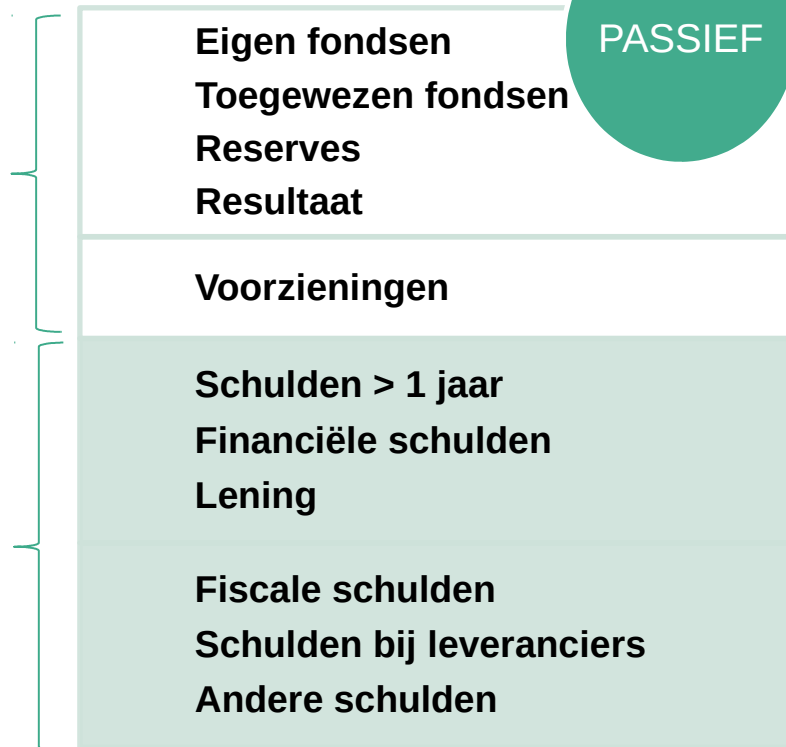 PASSIEF
Eigen fondsen
Toegewezen fondsen
Reserves
Resultaat
Voorzieningen
Schulden > 1 jaar
Financiële schulden
Lening
Fiscale schulden
Schulden bij leveranciers
Andere schulden